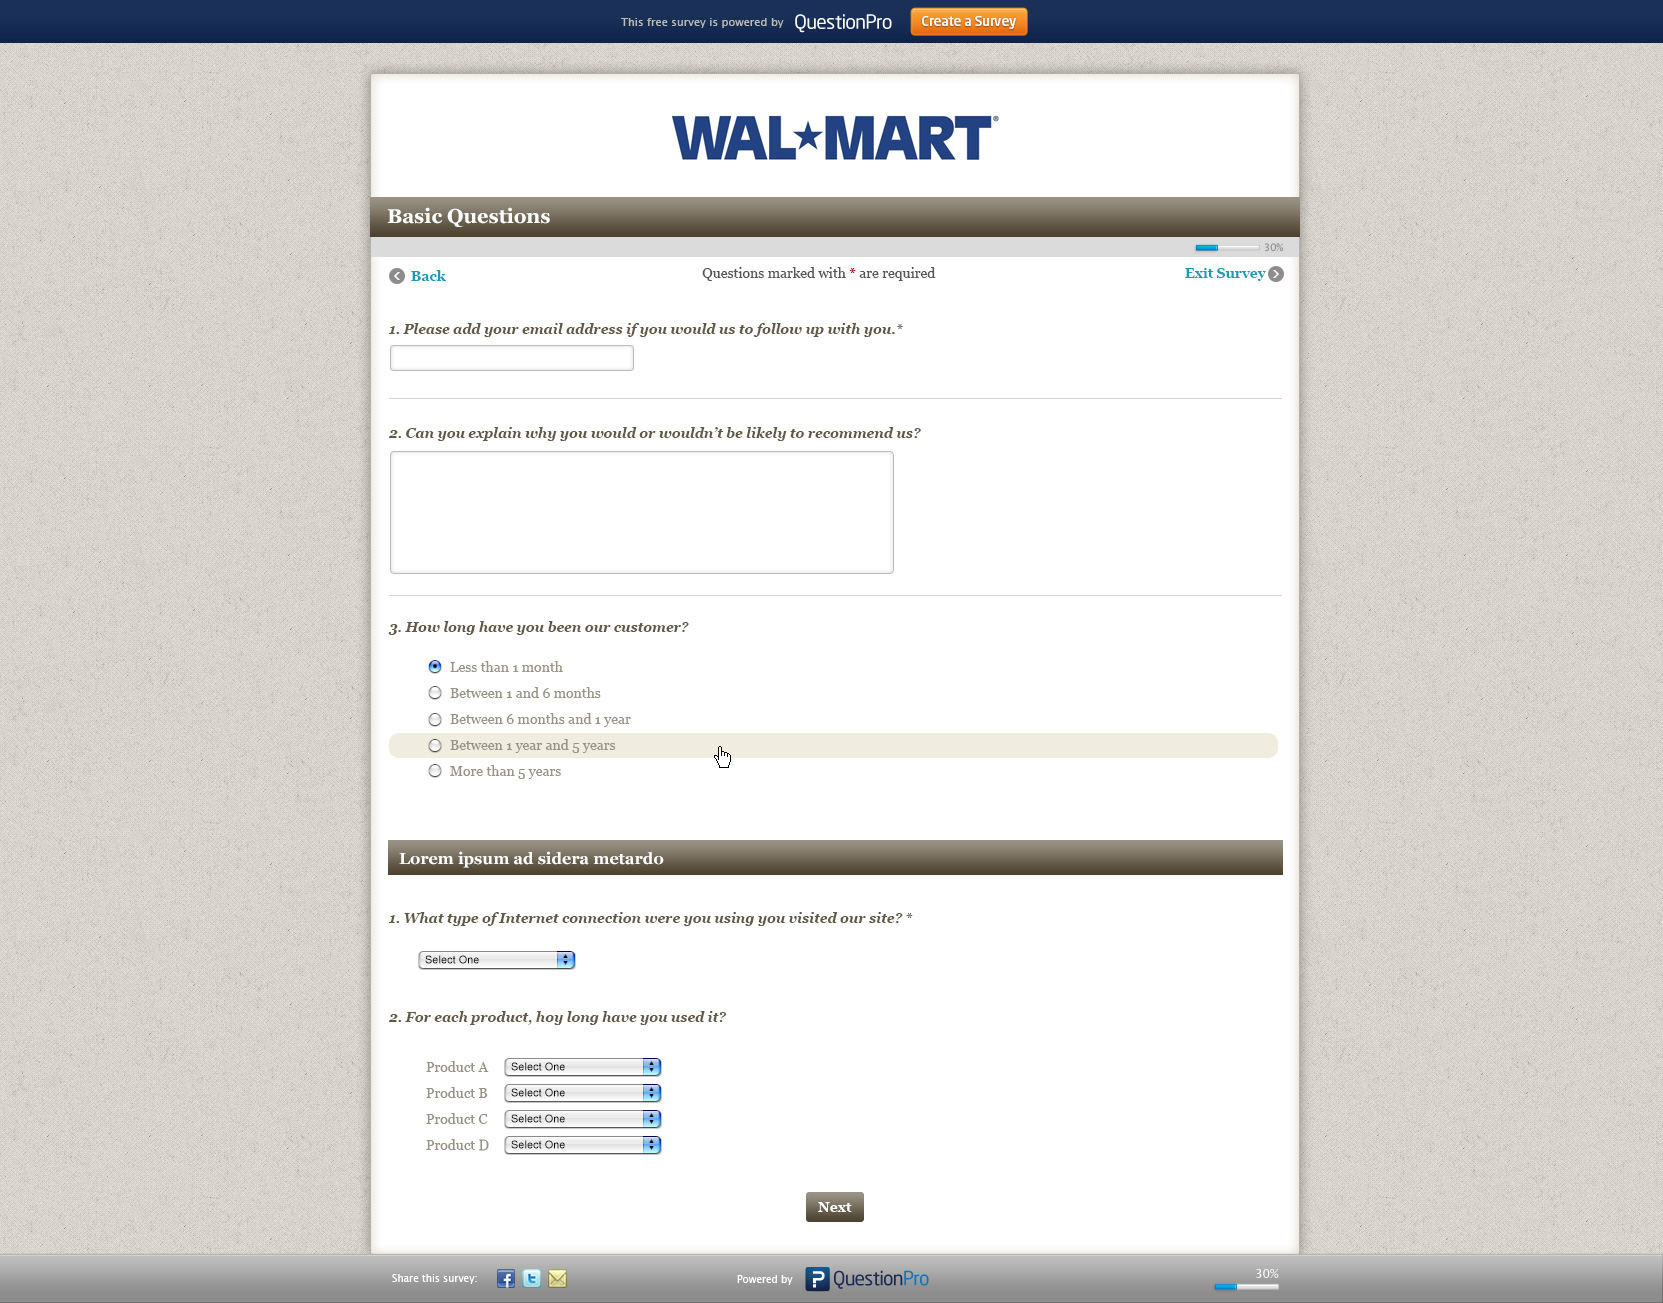 This free survey is powered by QuestionPro Create a Survey
WAL★MART®
Basic Questions
30%
Back Questions marked with * are required Exit Survey
1. Please add your email address if you would us to follow up with you.*
2. Can you explain why you would or wouldn't be likely to recommend us?
3. How long have you been our customer?
Less than 1 month
Between 1 and 6 months
Between 6 months and 1 year
Between 1 year and 5 years
More than 5 years
Lorem ipsum ad sidera metardo
1. What type of Internet connection were you using you visited our site? *
Select One
2. For each product, hoy long have you used it?
Product A Select One
Product B Select One
Product C Select One
Product D Select One
Next
Share this survey: Powered by QuestionPro 30%